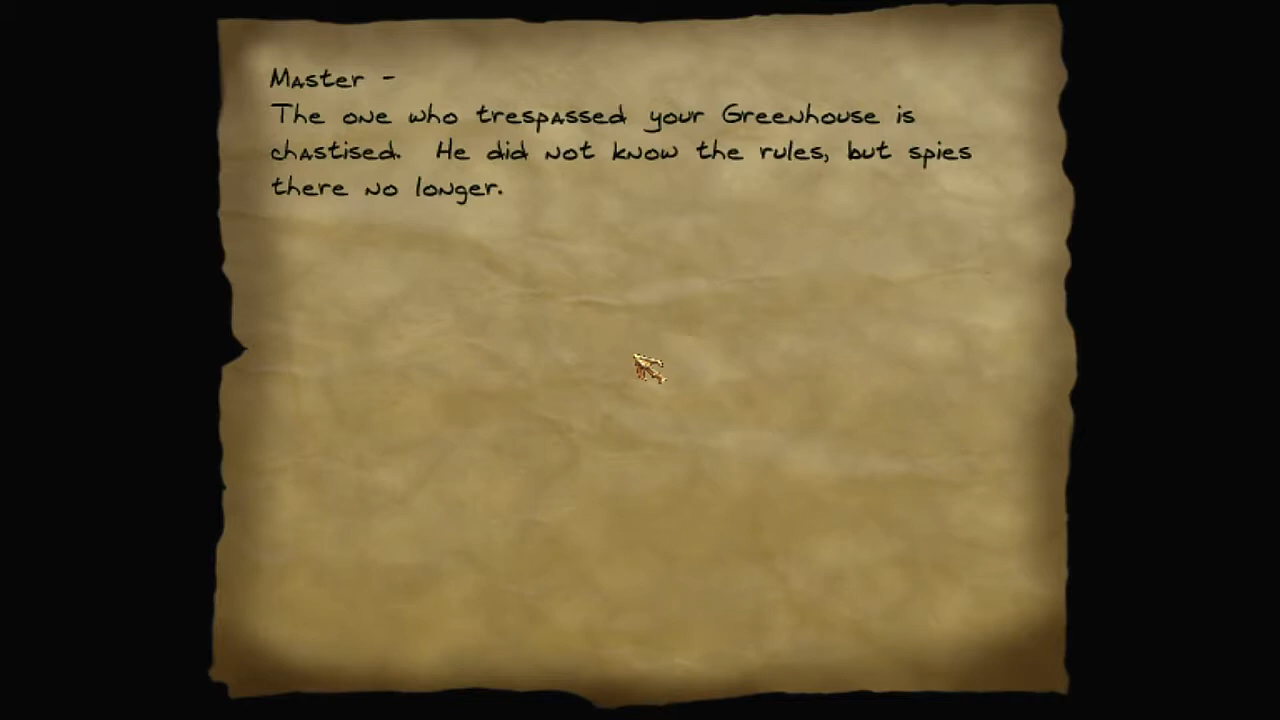 Master -
The one who trespassed your Greenhouse is
chastised.  He did not know the rules, but spies
there no longer.